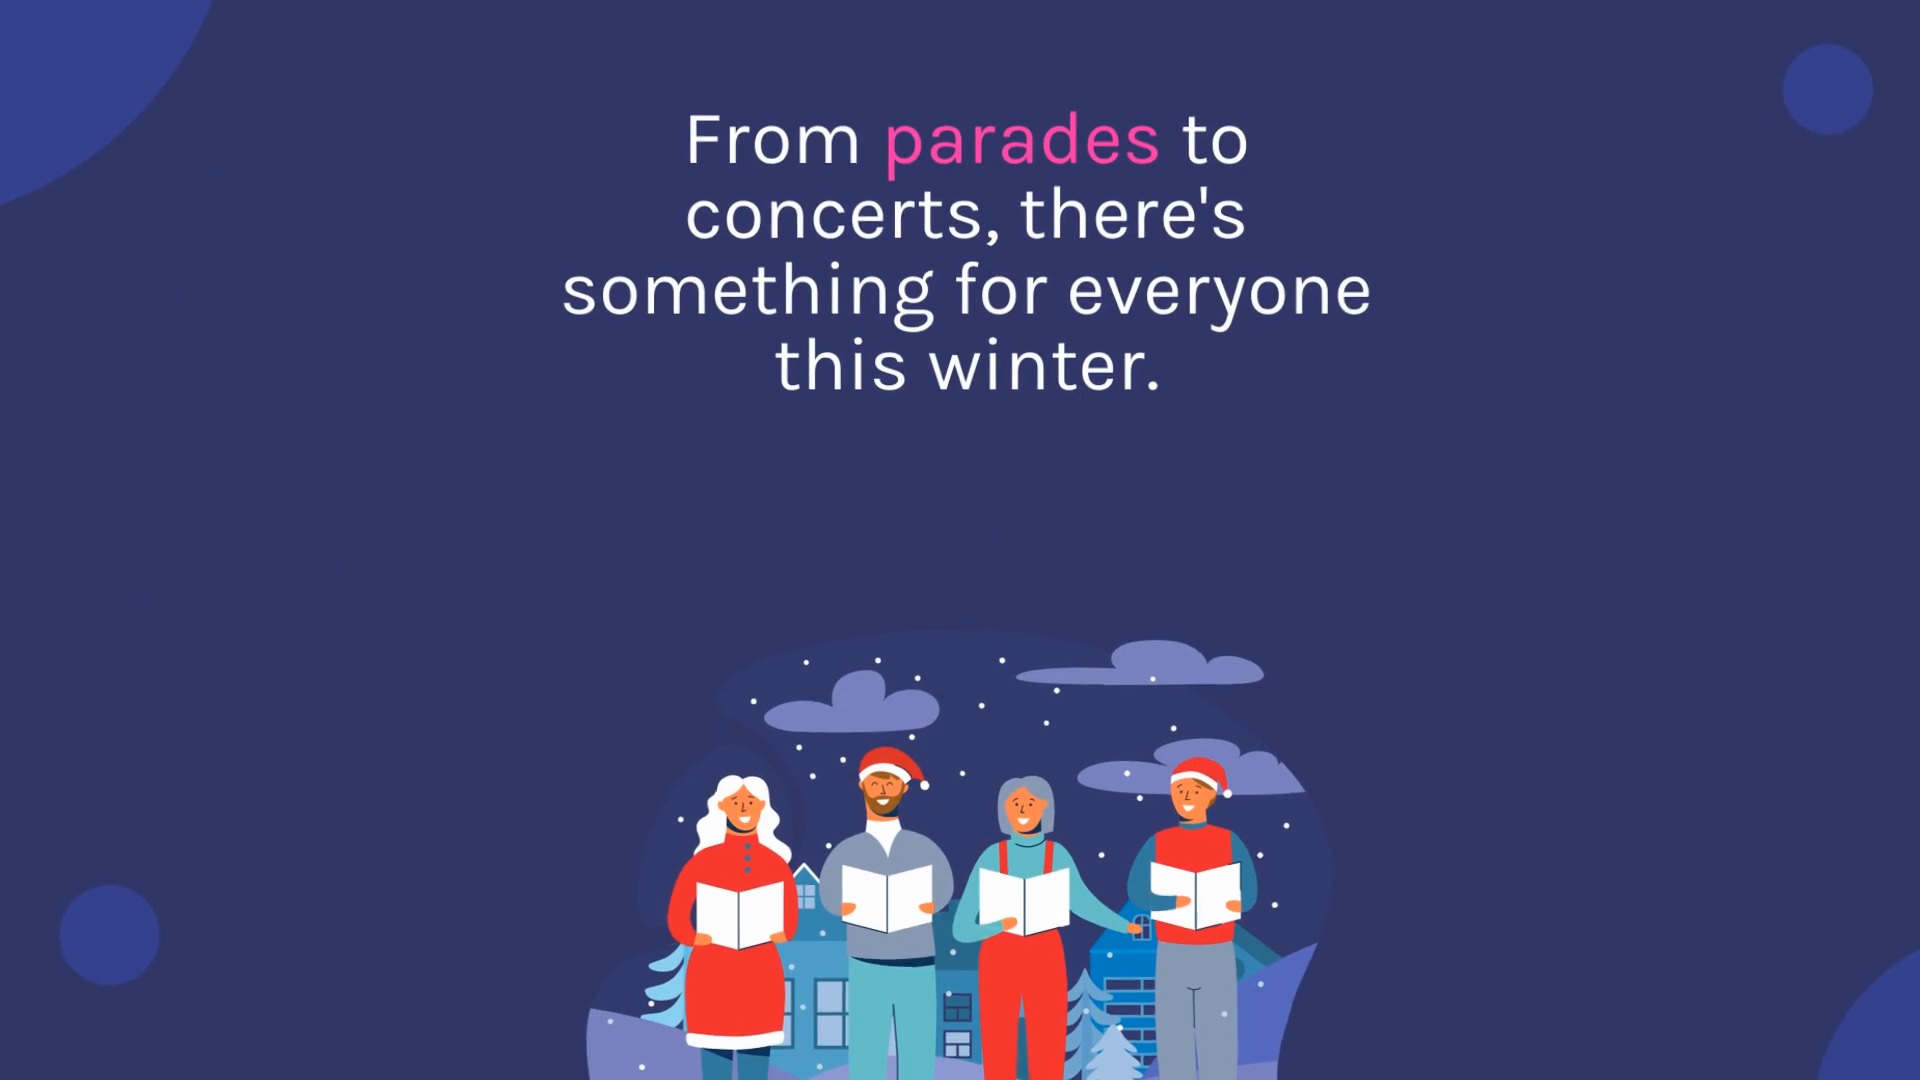 From parades to
concerts, there's
something for everyone
this winter.